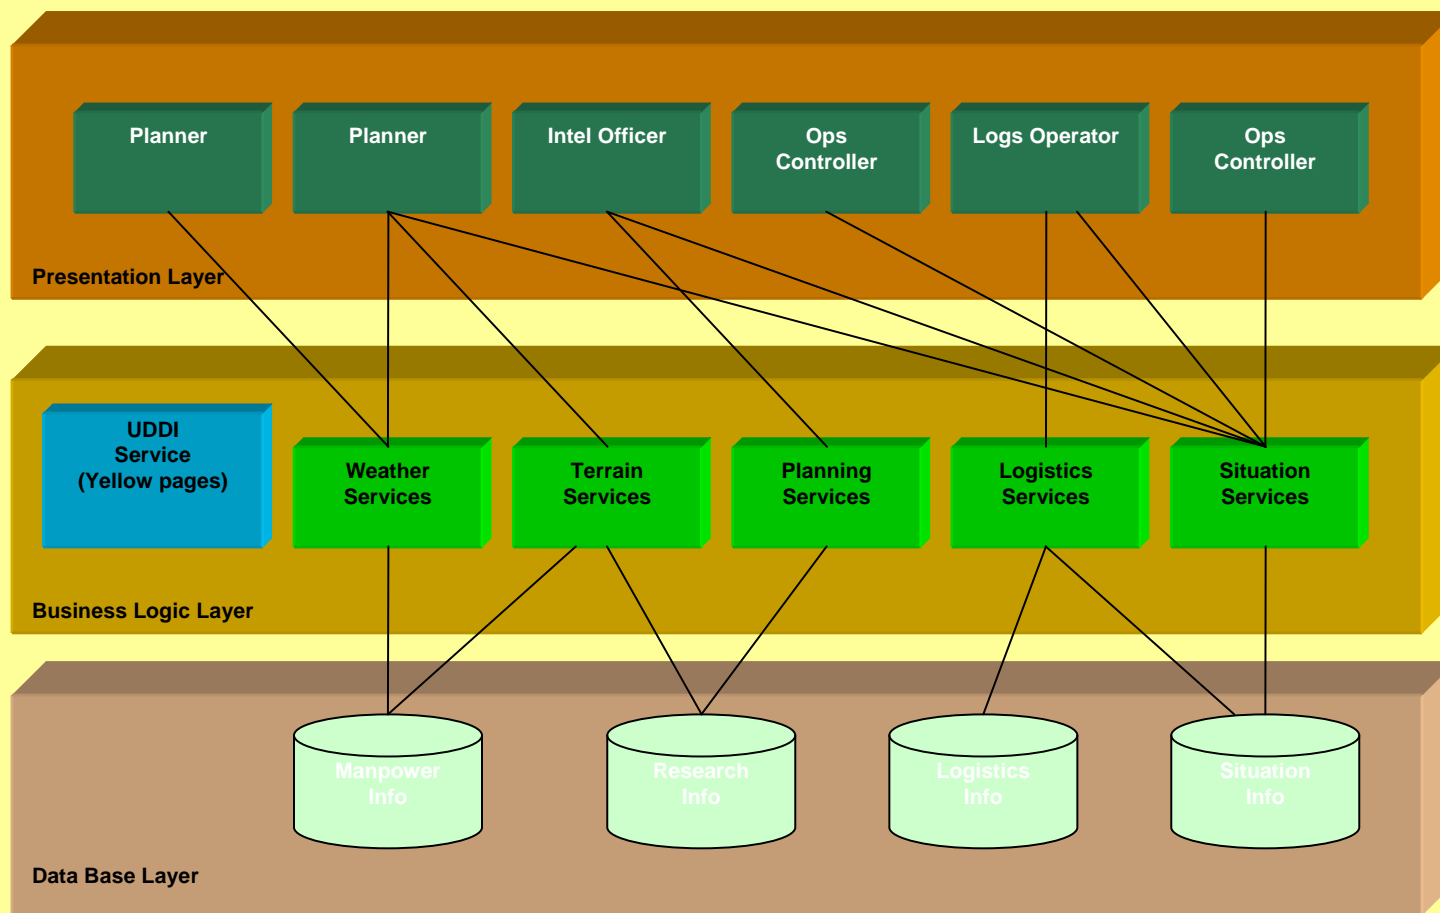 Planner
Planner
Intel Officer
Ops
Controller
Logs Operator
Ops
Controller
Presentation Layer
UDDI
Service
(Yellow pages)
Weather
Services
Terrain
Services
Planning
Services
Logistics
Services
Situation
Services
Business Logic Layer
Manpower
Info
Research
Info
Logistics
Info
Situation
Info
Data Base Layer